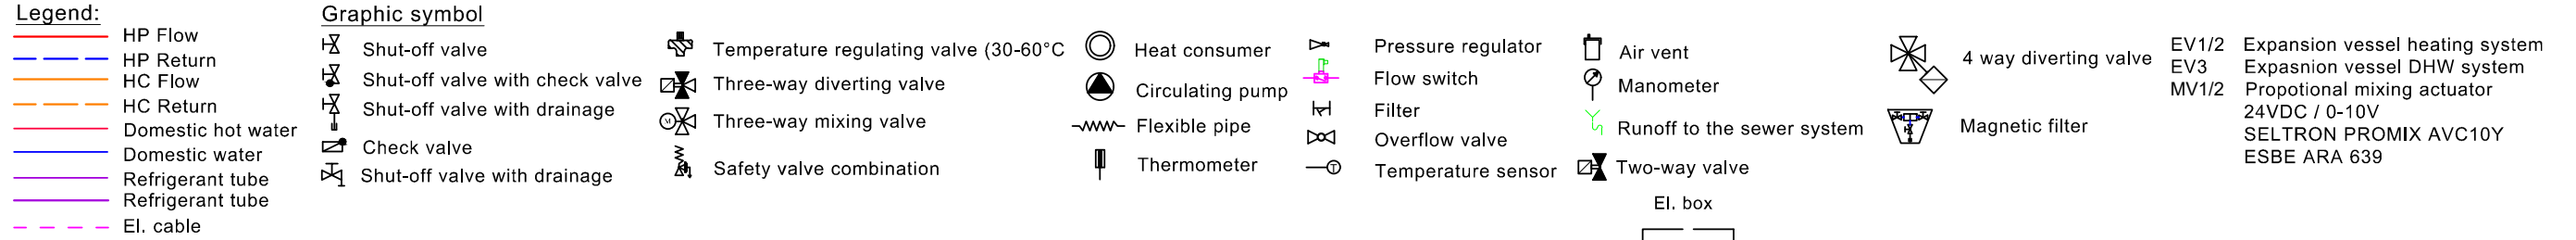 Legend:
HP Flow
HP Return
HC Flow
HC Return
Domestic hot water
Domestic water
Refrigerant tube
Refrigerant tube
El. cable
Graphic symbol
Shut-off valve
Shut-off valve with check valve
Shut-off valve with drainage
Check valve
Shut-off valve with drainage
Temperature regulating valve (30-60°C
Three-way diverting valve
M
Three-way mixing valve
Safety valve combination
Heat consumer
Circulating pump
Flexible pipe
Thermometer
Pressure regulator
Flow switch
Filter
Overflow valve
T
Temperature sensor
Air vent
Manometer
Runoff to the sewer system
Two-way valve
El. box
4 way diverting valve
Magnetic filter
EV1/2 Expansion vessel heating system
EV3 Expasnion vessel DHW system
MV1/2 Propotional mixing actuator
24VDC / 0-10V
SELTRON PROMIX AVC10Y
ESBE ARA 639